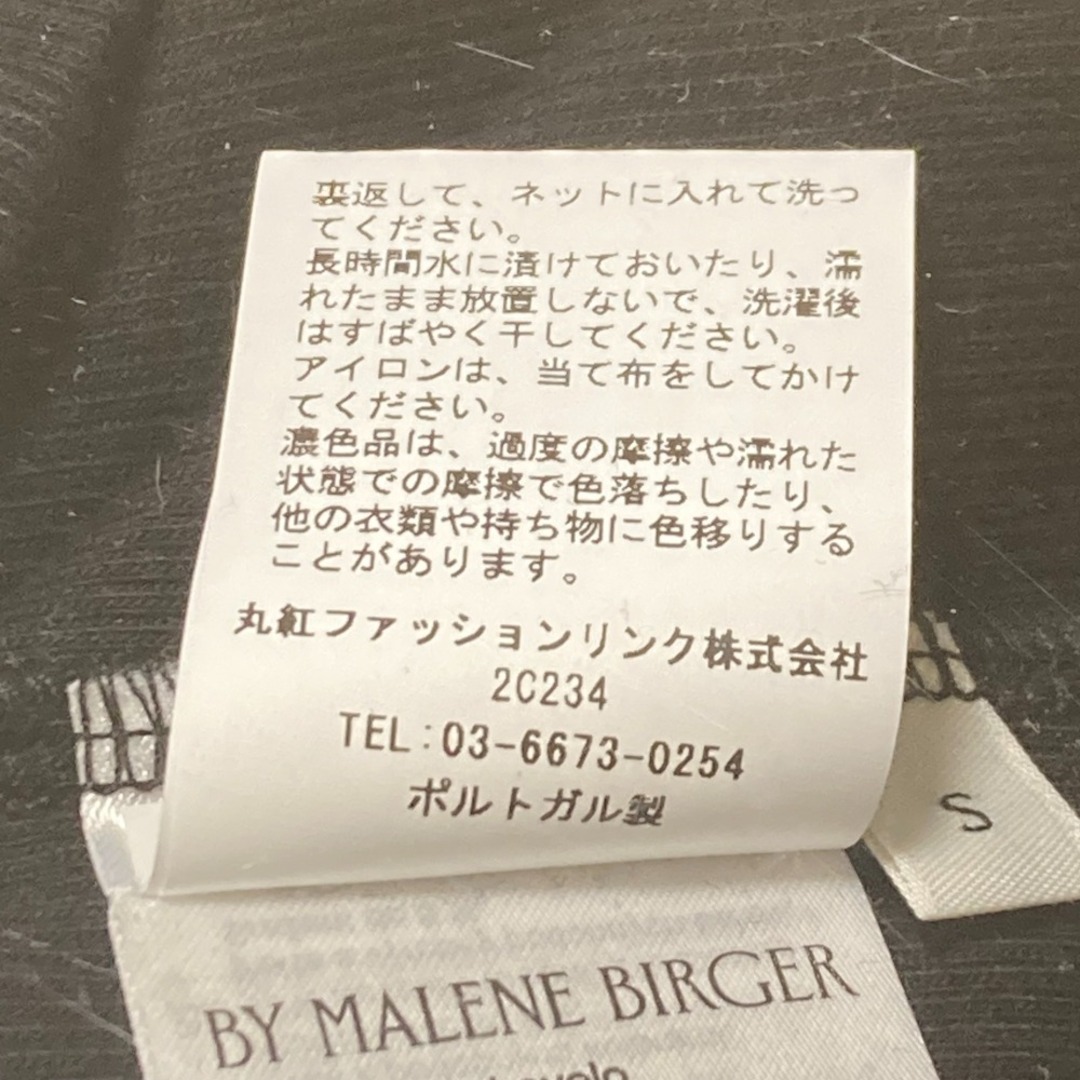 裏返して、ネットに入れて洗っ
てください。
長時間水に漬けておいたり、濡
れたまま放置しないで、洗濯後
はすばやく干してください。
アイロンは、当て布をしてかけ
てください。
濃色品は、過度の摩擦や濡れた
状態での摩擦で色落ちしたり、
他の衣類や持ち物に色移りする
ことがあります。
丸紅ファッションリンク株式会社
2C234
TEL:03-6673-0254
ポルトガル製
S
BY MALENE BIRGER